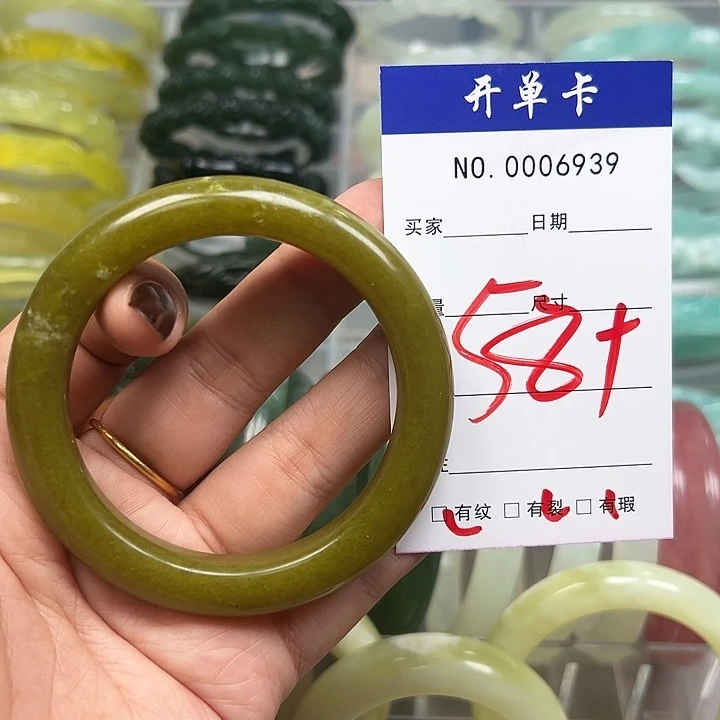 开单卡
NO. 0006939
买家 日期
量 尺寸
58+
□有纹 □有裂 □有瑕